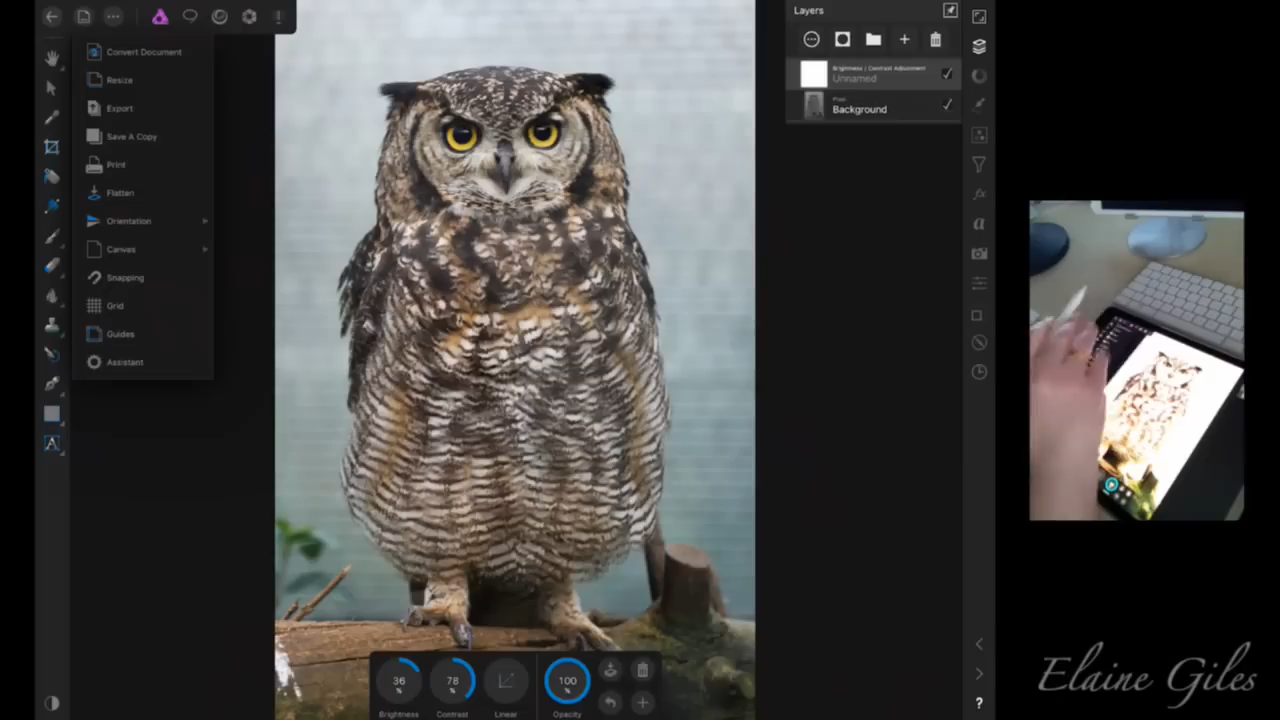 Layers
Convert Document
Resize
Export
Save A Copy
Print
Flatten
Orientation
Canvas
Snapping
Grid
Guides
Assistant
Brightness / Contrast Adjustment
Unnamed
Background
36
%
Brightness
78
%
Contrast
Linear
100
%
Opacity
Elaine Giles